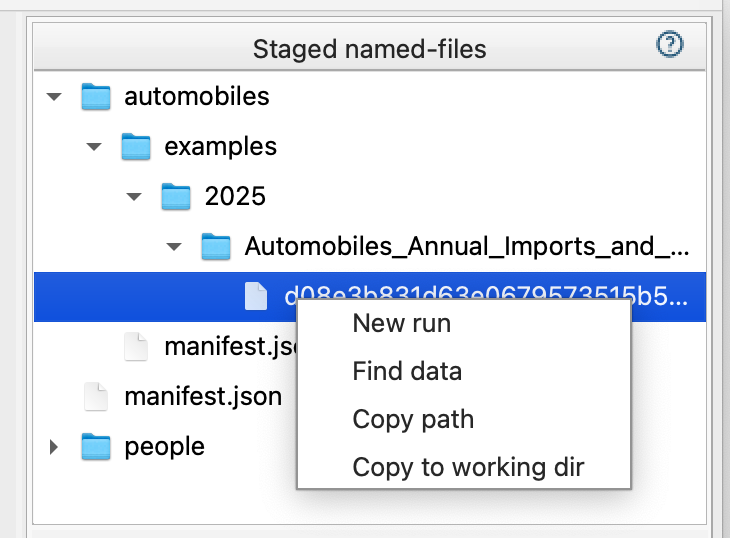 Staged named-files
automobiles
examples
2025
Automobiles_Annual_Imports_and_...
d08e3b831d63e0679573515b5...
New run
manifest.js
Find data
manifest.json
Copy path
people
Copy to working dir